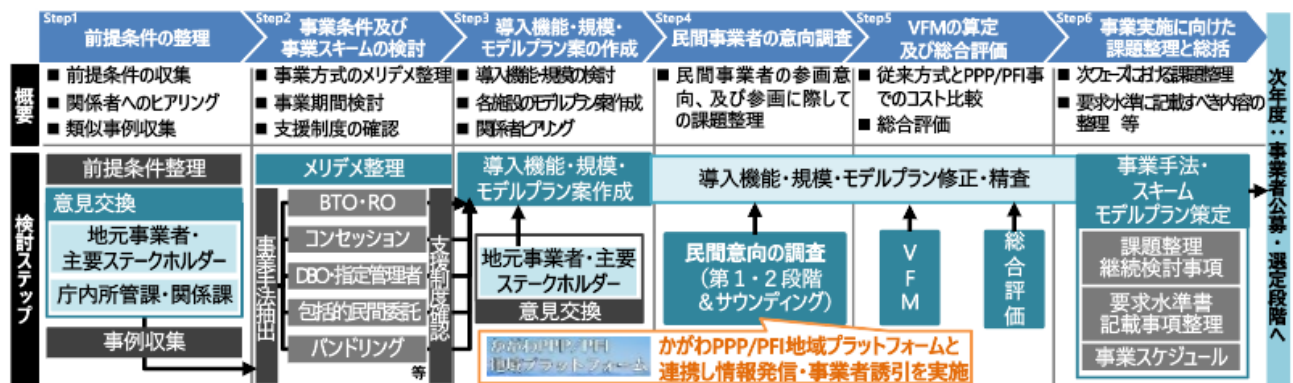 Step1
前提条件の整理
Step2
事業条件及び
事業スキームの検討
Step3
導入機能・規模・
モデルプラン案の作成
Step4
民間事業者の意向調査
Step5
VFMの算定
及び総合評価
Step6
事業実施に向けた
課題整理と総括
次年度：事業者公募・選定段階へ
概要
■ 前提条件の収集
■ 関係者へのヒアリング
■ 類似事例収集
■ 事業方式のメリデメ整理
■ 事業期間検討
■ 支援制度の確認
■ 導入機能・規模の検討
■ 各施設のモデルプラン案作成
■ 関係者ヒアリング
■ 民間事業者の参画意
向、及び参画に際して
の課題整理
■ 従来方式とPPP/PFI事
でのコスト比較
■ 総合評価
■ 次フェーズにおける課題整理
■ 要求水準に記載すべき内容の
整理 等
検討ステップ
前提条件整理
意見交換
地元事業者・
主要ステークホルダー
庁内所管課・関係課
事例収集
事業手法抽出
メリデメ整理
BTO・RO
コンセッション
DBO・指定管理者
包括的民間委託
バンドリング
等
支援制度確認
導入機能・規模・
モデルプラン案作成
地元事業者・主要
ステークホルダー
意見交換
導入機能・規模・モデルプラン修正・精査
民間意向の調査
（第１・２段階
＆サウンディング）
VFM
総合評価
かがわPPP/PFI
地域プラットフォーム
かがわPPP/PFI地域プラットフォームと
連携し情報発信・事業者誘引を実施
事業手法・
スキーム
モデルプラン策定
課題整理
継続検討事項
要求水準書
記載事項整理
事業スケジュール